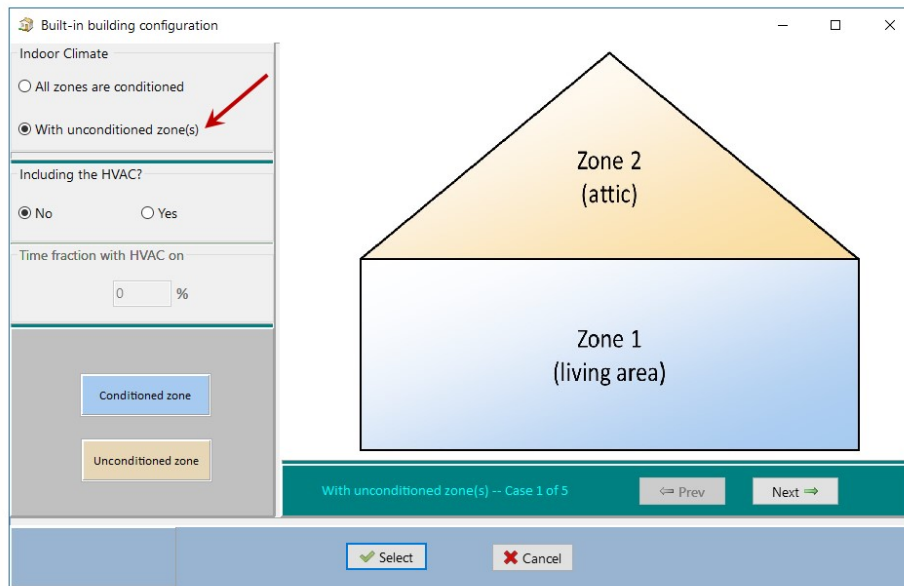 Built-in building configuration
Indoor Climate
All zones are conditioned
With unconditioned zone(s)
Including the HVAC?
No
Yes
Time fraction with HVAC on
0 %
Conditioned zone
Unconditioned zone
Zone 2
(attic)
Zone 1
(living area)
With unconditioned zone(s) -- Case 1 of 5
⇦ Prev
Next ⇒
Select
Cancel